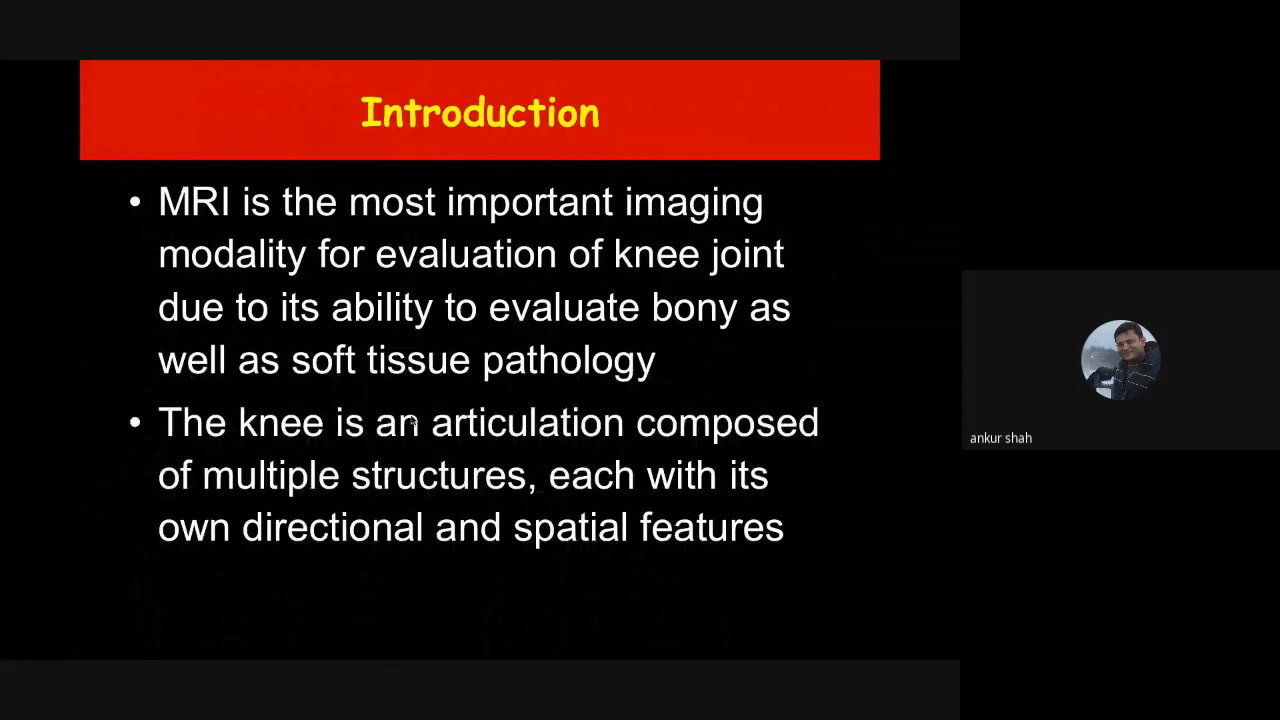 Introduction
• MRI is the most important imaging
modality for evaluation of knee joint
due to its ability to evaluate bony as
well as soft tissue pathology
• The knee is an articulation composed
of multiple structures, each with its
own directional and spatial features
ankur shah